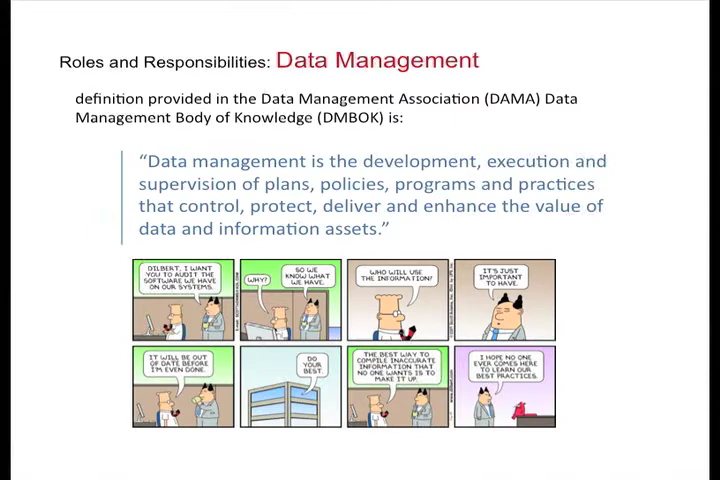 Roles and Responsibilities: Data Management
definition provided in the Data Management Association (DAMA) Data
Management Body of Knowledge (DMBOK) is:
“Data management is the development, execution and
supervision of plans, policies, programs and practices
that control, protect, deliver and enhance the value of
data and information assets.”
DILBERT, I WANT
YOU TO AUDIT THE
SOFTWARE WE HAVE
ON OUR SYSTEMS.
WHY?
SO WE
KNOW WHAT
WE HAVE.
WHO WILL USE
THE INFORMATION?
IT'S JUST
IMPORTANT
TO HAVE.
IT WILL BE OUT
OF DATE BEFORE
I'M EVEN DONE.
DO
YOUR
BEST.
THE BEST WAY TO
COMPILE INACCURATE
INFORMATION THAT
NO ONE WANTS IS TO
MAKE IT UP.
I HOPE NO ONE
EVER COMES HERE
TO LEARN OUR
BEST PRACTICES.